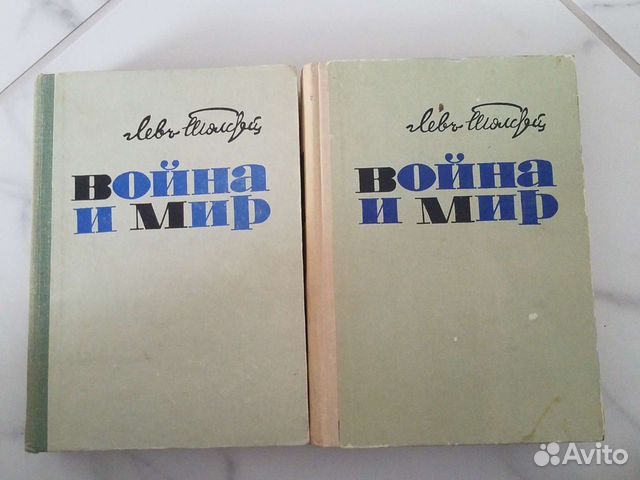 Левъ Толстой
война
и мир
Левъ Толстой
война
и мир
Avito